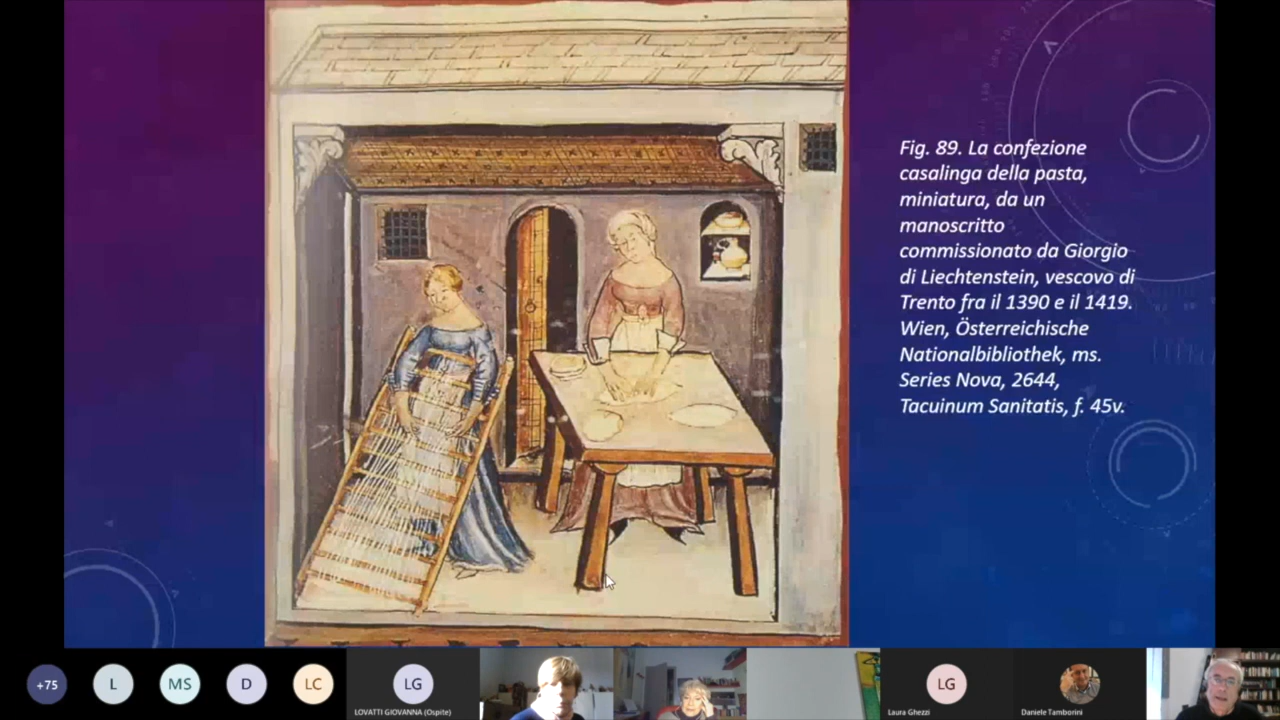 Fig. 89. La confezione
casalinga della pasta,
miniatura, da un
manoscritto
commissionato da Giorgio
di Liechtenstein, vescovo di
Trento fra il 1390 e il 1419.
Wien, Österreichische
Nationalbibliothek, ms.
Series Nova, 2644,
Tacuinum Sanitatis, f. 45v.
+75
L
MS
D
LC
LG
LOVATTI GIOVANNA (Ospite)
LG
Laura Ghezzi
Daniele Tamborini